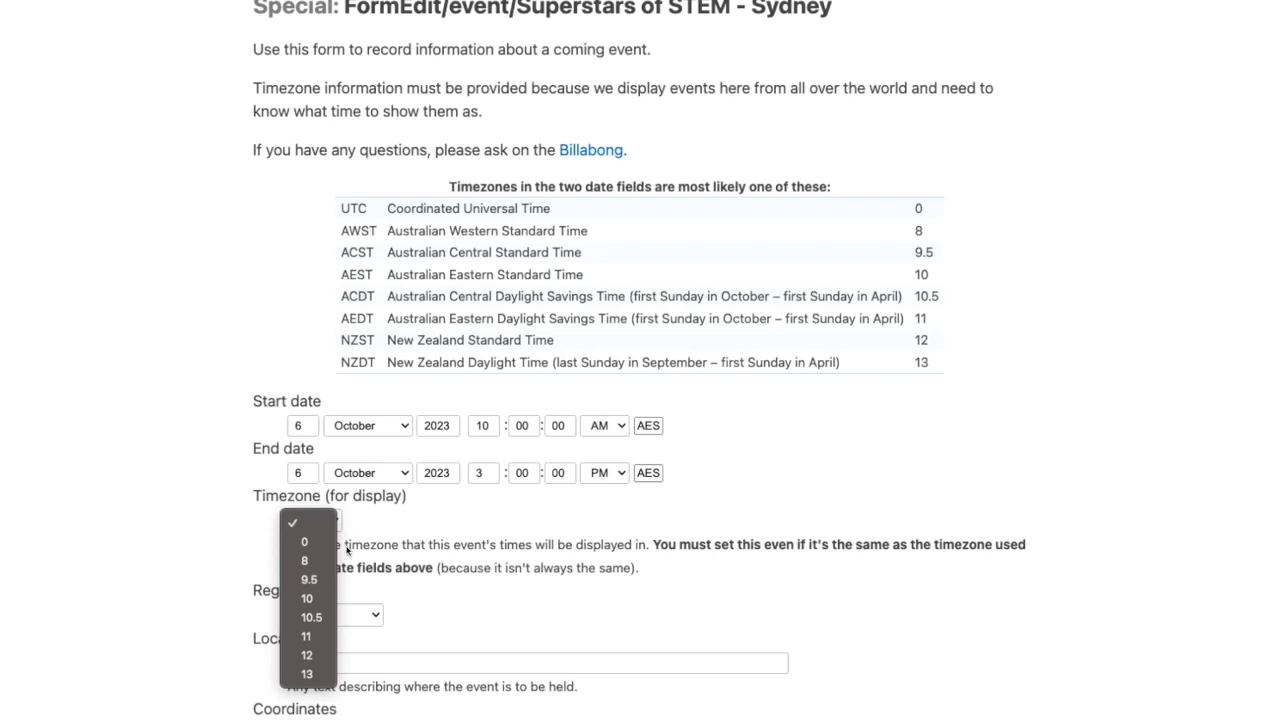 Special: FormEdit/event/Superstars of STEM - Sydney
Use this form to record information about a coming event.
Timezone information must be provided because we display events here from all over the world and need to
know what time to show them as.
If you have any questions, please ask on the Billabong.
Timezones in the two date fields are most likely one of these:
UTC Coordinated Universal Time 0
AWST Australian Western Standard Time 8
ACST Australian Central Standard Time 9.5
AEST Australian Eastern Standard Time 10
ACDT Australian Central Daylight Savings Time (first Sunday in October – first Sunday in April) 10.5
AEDT Australian Eastern Daylight Savings Time (first Sunday in October – first Sunday in April) 11
NZST New Zealand Standard Time 12
NZDT New Zealand Daylight Time (last Sunday in September – first Sunday in April) 13
Start date
6 October 2023 10 : 00 : 00 AM AES
End date
6 October 2023 3 : 00 : 00 PM AES
Timezone (for display)
0
timezone that this event's times will be displayed in. You must set this even if it's the same as the timezone used
8
fields above (because it isn't always the same).
9.5
Reg
10
10.5
11
Loc
12
13
text describing where the event is to be held.
Coordinates